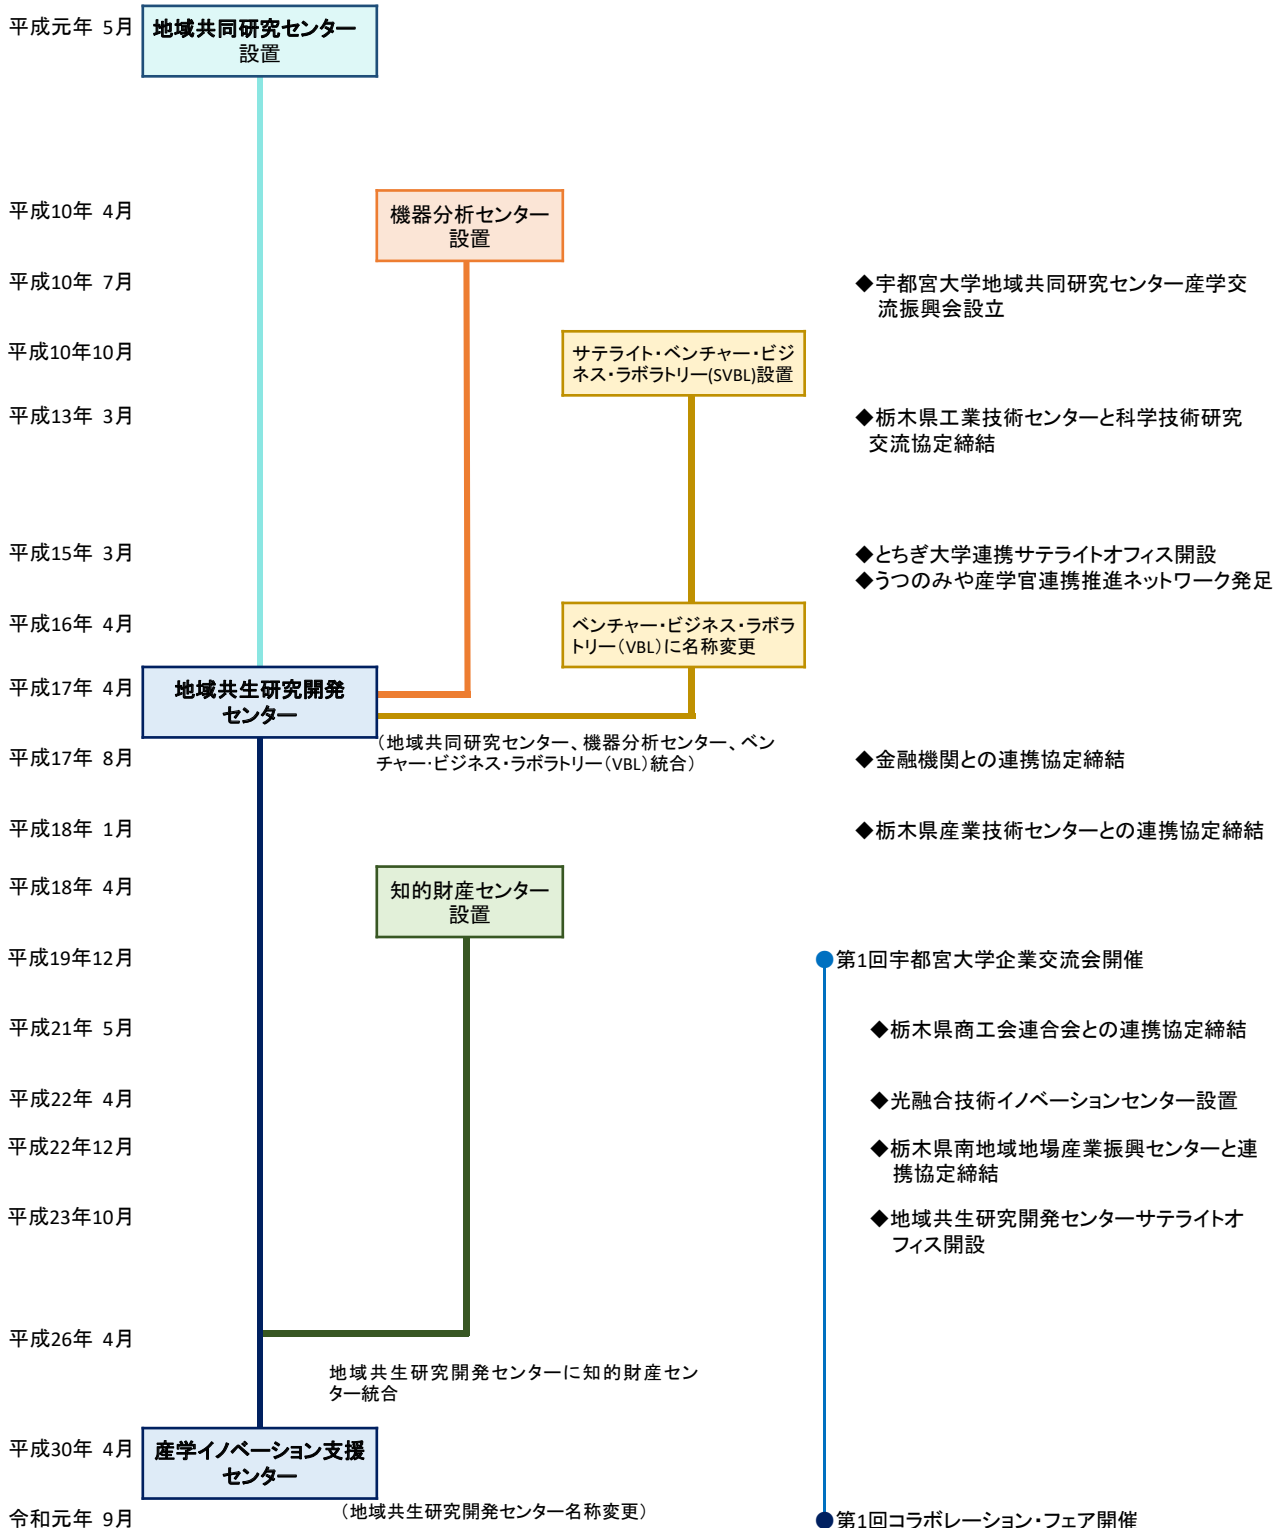 平成元年 5月
地域共同研究センター
設置
平成10年 4月
機器分析センター
設置
平成10年 7月
◆宇都宮大学地域共同研究センター産学交
流振興会設立
平成10年10月
サテライト・ベンチャー・ビジ
ネス・ラボラトリー(SVBL)設置
平成13年 3月
◆栃木県工業技術センターと科学技術研究
交流協定締結
平成15年 3月
◆とちぎ大学連携サテライトオフィス開設
◆うつのみや産学官連携推進ネットワーク発足
平成16年 4月
ベンチャー・ビジネス・ラボラ
トリー（VBL）に名称変更
平成17年 4月
地域共生研究開発
センター
（地域共同研究センター、機器分析センター、ベン
チャー・ビジネス・ラボラトリー（VBL）統合）
平成17年 8月
◆金融機関との連携協定締結
平成18年 1月
◆栃木県産業技術センターとの連携協定締結
平成18年 4月
知的財産センター
設置
平成19年12月
第1回宇都宮大学企業交流会開催
平成21年 5月
◆栃木県商工会連合会との連携協定締結
平成22年 4月
◆光融合技術イノベーションセンター設置
平成22年12月
◆栃木県南地域地場産業振興センターと連
携協定締結
平成23年10月
◆地域共生研究開発センターサテライトオ
フィス開設
平成26年 4月
地域共生研究開発センターに知的財産セン
ター統合
平成30年 4月
産学イノベーション支援
センター
（地域共生研究開発センター名称変更）
令和元年 9月
第1回コラボレーション・フェア開催